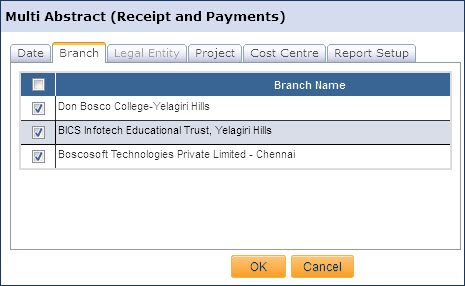 Multi Abstract (Receipt and Payments)
Date Branch Legal Entity Project Cost Centre Report Setup
Branch Name
Don Bosco College-Yelagiri Hills
BICS Infotech Educational Trust, Yelagiri Hills
Boscosoft Technologies Private Limited - Chennai
OK Cancel